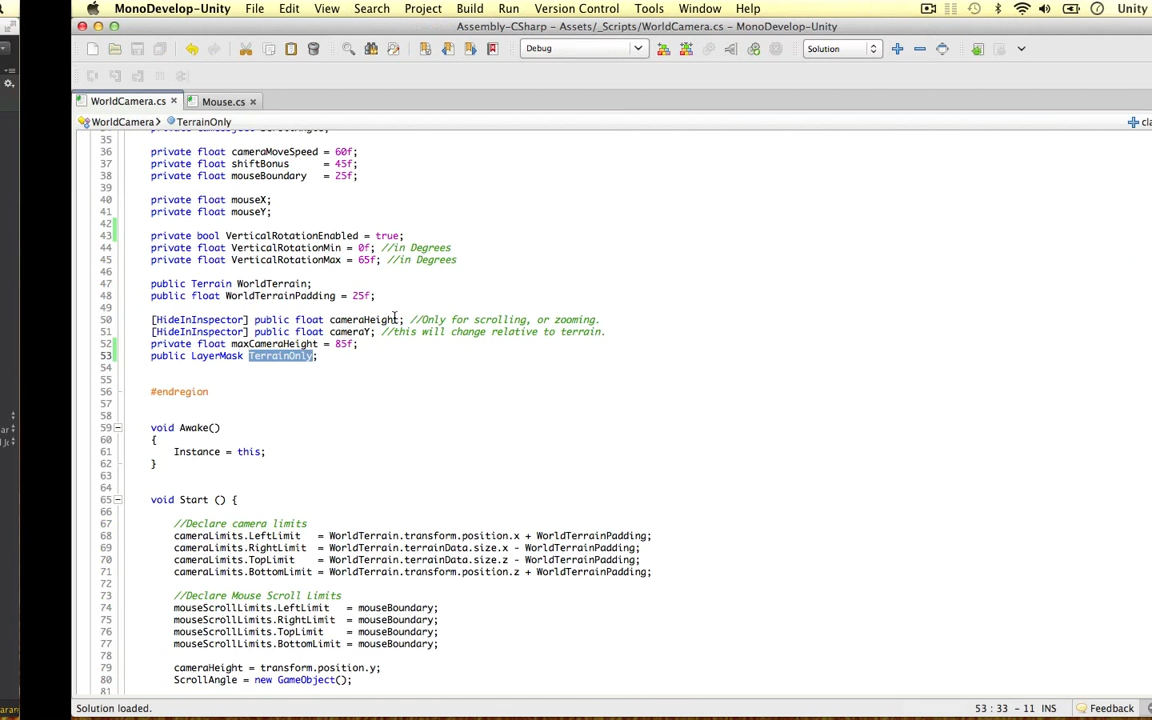 MonoDevelop-Unity File Edit View Search Project Build Run Version Control Tools Window Help Unity
Assembly-CSharp - Assets/_Scripts/WorldCamera.cs - MonoDevelop-Unity
Debug Solution
WorldCamera.cs × Mouse.cs ×
WorldCamera > TerrainOnly
35
36 private float cameraMoveSpeed = 60f;
37 private float shiftBonus = 45f;
38 private float mouseBoundary = 25f;
39
40 private float mouseX;
41 private float mouseY;
42
43 private bool VerticalRotationEnabled = true;
44 private float VerticalRotationMin = 0f; //in Degrees
45 private float VerticalRotationMax = 65f; //in Degrees
46
47 public Terrain WorldTerrain;
48 public float WorldTerrainPadding = 25f;
49
50 [HideInInspector] public float cameraHeight; //Only for scrolling, or zooming.
51 [HideInInspector] public float cameraY; //this will change relative to terrain.
52 private float maxCameraHeight = 85f;
53 public LayerMask TerrainOnly;
54
55
56 #endregion
57
58
59 void Awake()
60 {
61 Instance = this;
62 }
63
64
65 void Start () {
66
67 //Declare camera limits
68 cameraLimits.LeftLimit = WorldTerrain.transform.position.x + WorldTerrainPadding;
69 cameraLimits.RightLimit = WorldTerrain.terrainData.size.x - WorldTerrainPadding;
70 cameraLimits.TopLimit = WorldTerrain.terrainData.size.z - WorldTerrainPadding;
71 cameraLimits.BottomLimit = WorldTerrain.transform.position.z + WorldTerrainPadding;
72
73 //Declare Mouse Scroll Limits
74 mouseScrollLimits.LeftLimit = mouseBoundary;
75 mouseScrollLimits.RightLimit = mouseBoundary;
76 mouseScrollLimits.TopLimit = mouseBoundary;
77 mouseScrollLimits.BottomLimit = mouseBoundary;
78
79 cameraHeight = transform.position.y;
80 ScrollAngle = new GameObject();
81
Solution loaded. 53 : 33 - 11 INS Feedback